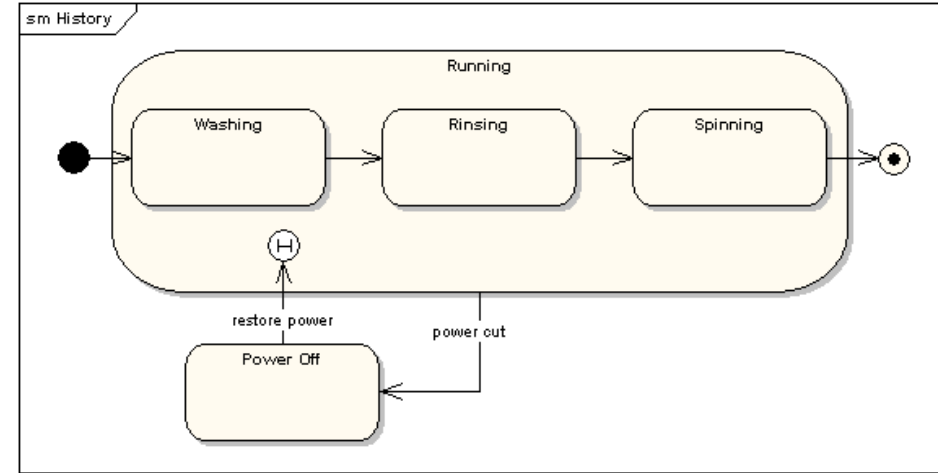 sm History
Running
Washing
Rinsing
Spinning
H
restore power
power cut
Power Off